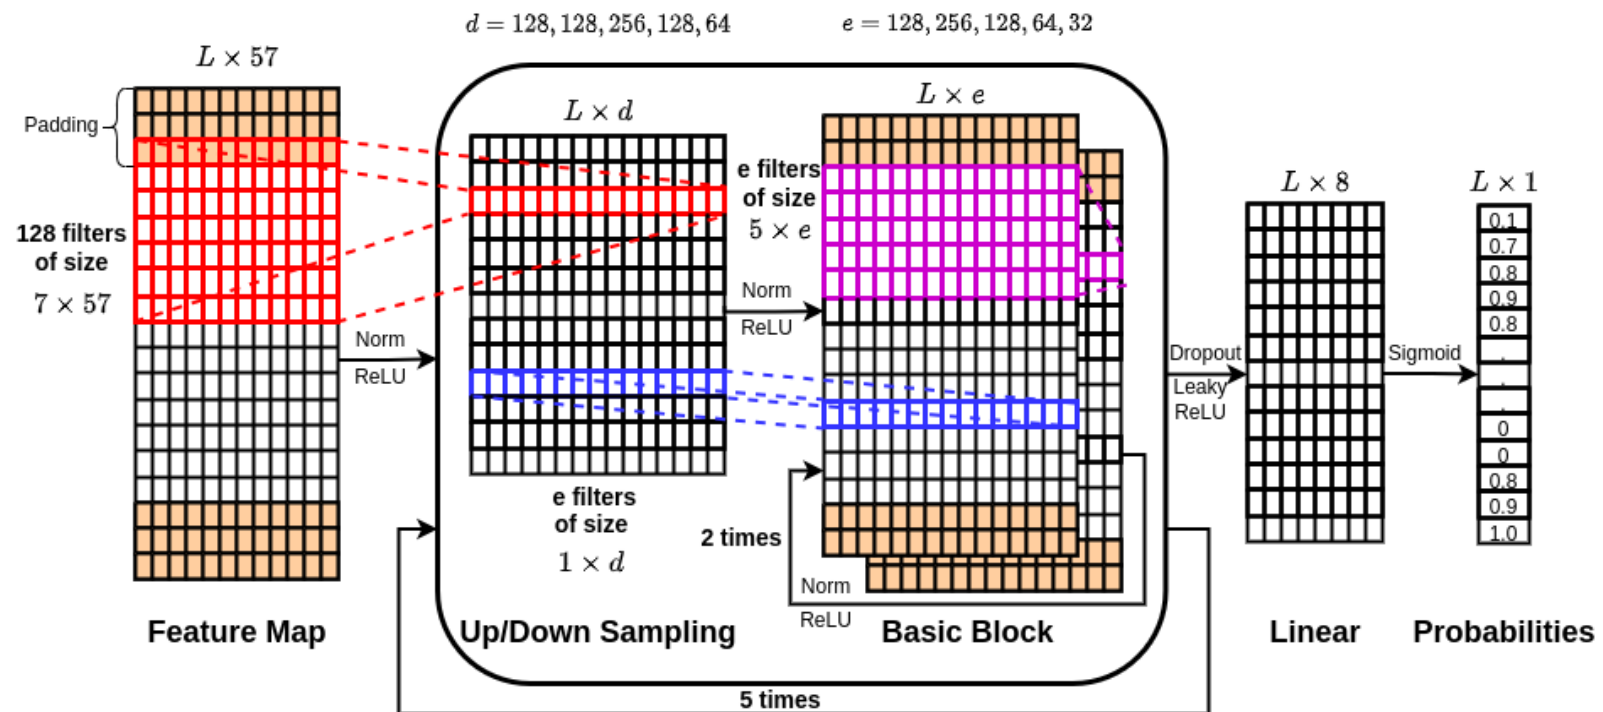 d = 128, 128, 256, 128, 64
e = 128, 256, 128, 64, 32
L × 57
Padding
128 filters
of size
7 × 57
Norm
ReLU
Feature Map
L × d
e filters
of size
1 × d
Up/Down Sampling
Norm
ReLU
L × e
e filters
of size
5 × e
2 times
Norm
ReLU
Basic Block
5 times
Dropout
Leaky
ReLU
L × 8
Linear
Sigmoid
L × 1
0.1
0.7
0.8
0.9
0.8
.
.
.
0
0
0.8
0.9
1.0
Probabilities